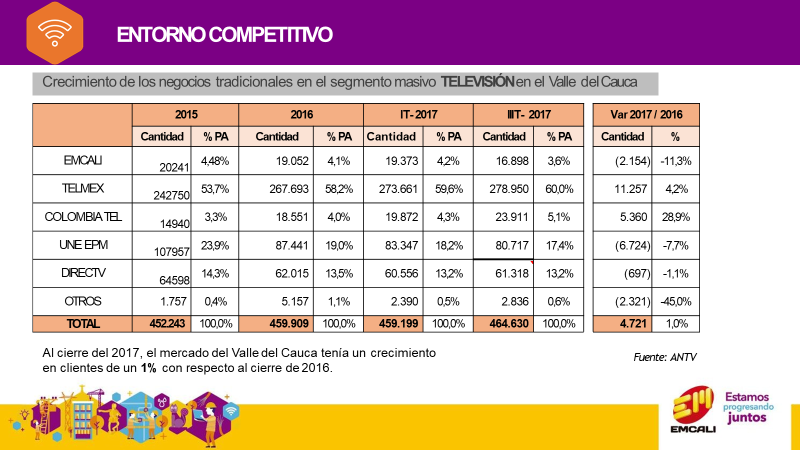 ENTORNO COMPETITIVO
Crecimiento de los negocios tradicionales en el segmento masivo TELEVISIÓN en el Valle del Cauca
2015 2016 IT- 2017 IIIT- 2017 Var 2017 / 2016
Cantidad % PA Cantidad % PA Cantidad % PA Cantidad % PA Cantidad %
EMCALI 20241 4,48% 19.052 4,1% 19.373 4,2% 16.898 3,6% (2.154) -11,3%
TELMEX 242750 53,7% 267.693 58,2% 273.661 59,6% 278.950 60,0% 11.257 4,2%
COLOMBIA TEL 14940 3,3% 18.551 4,0% 19.872 4,3% 23.911 5,1% 5.360 28,9%
UNE EPM 107957 23,9% 87.441 19,0% 83.347 18,2% 80.717 17,4% (6.724) -7,7%
DIRECTV 64598 14,3% 62.015 13,5% 60.556 13,2% 61.318 13,2% (697) -1,1%
OTROS 1.757 0,4% 5.157 1,1% 2.390 0,5% 2.836 0,6% (2.321) -45,0%
TOTAL 452.243 100,0% 459.909 100,0% 459.199 100,0% 464.630 100,0% 4.721 1,0%
Al cierre del 2017, el mercado del Valle del Cauca tenía un crecimiento
en clientes de un 1% con respecto al cierre de 2016.
Fuente: ANTV
EMCALI
Estamos
progresando
juntos